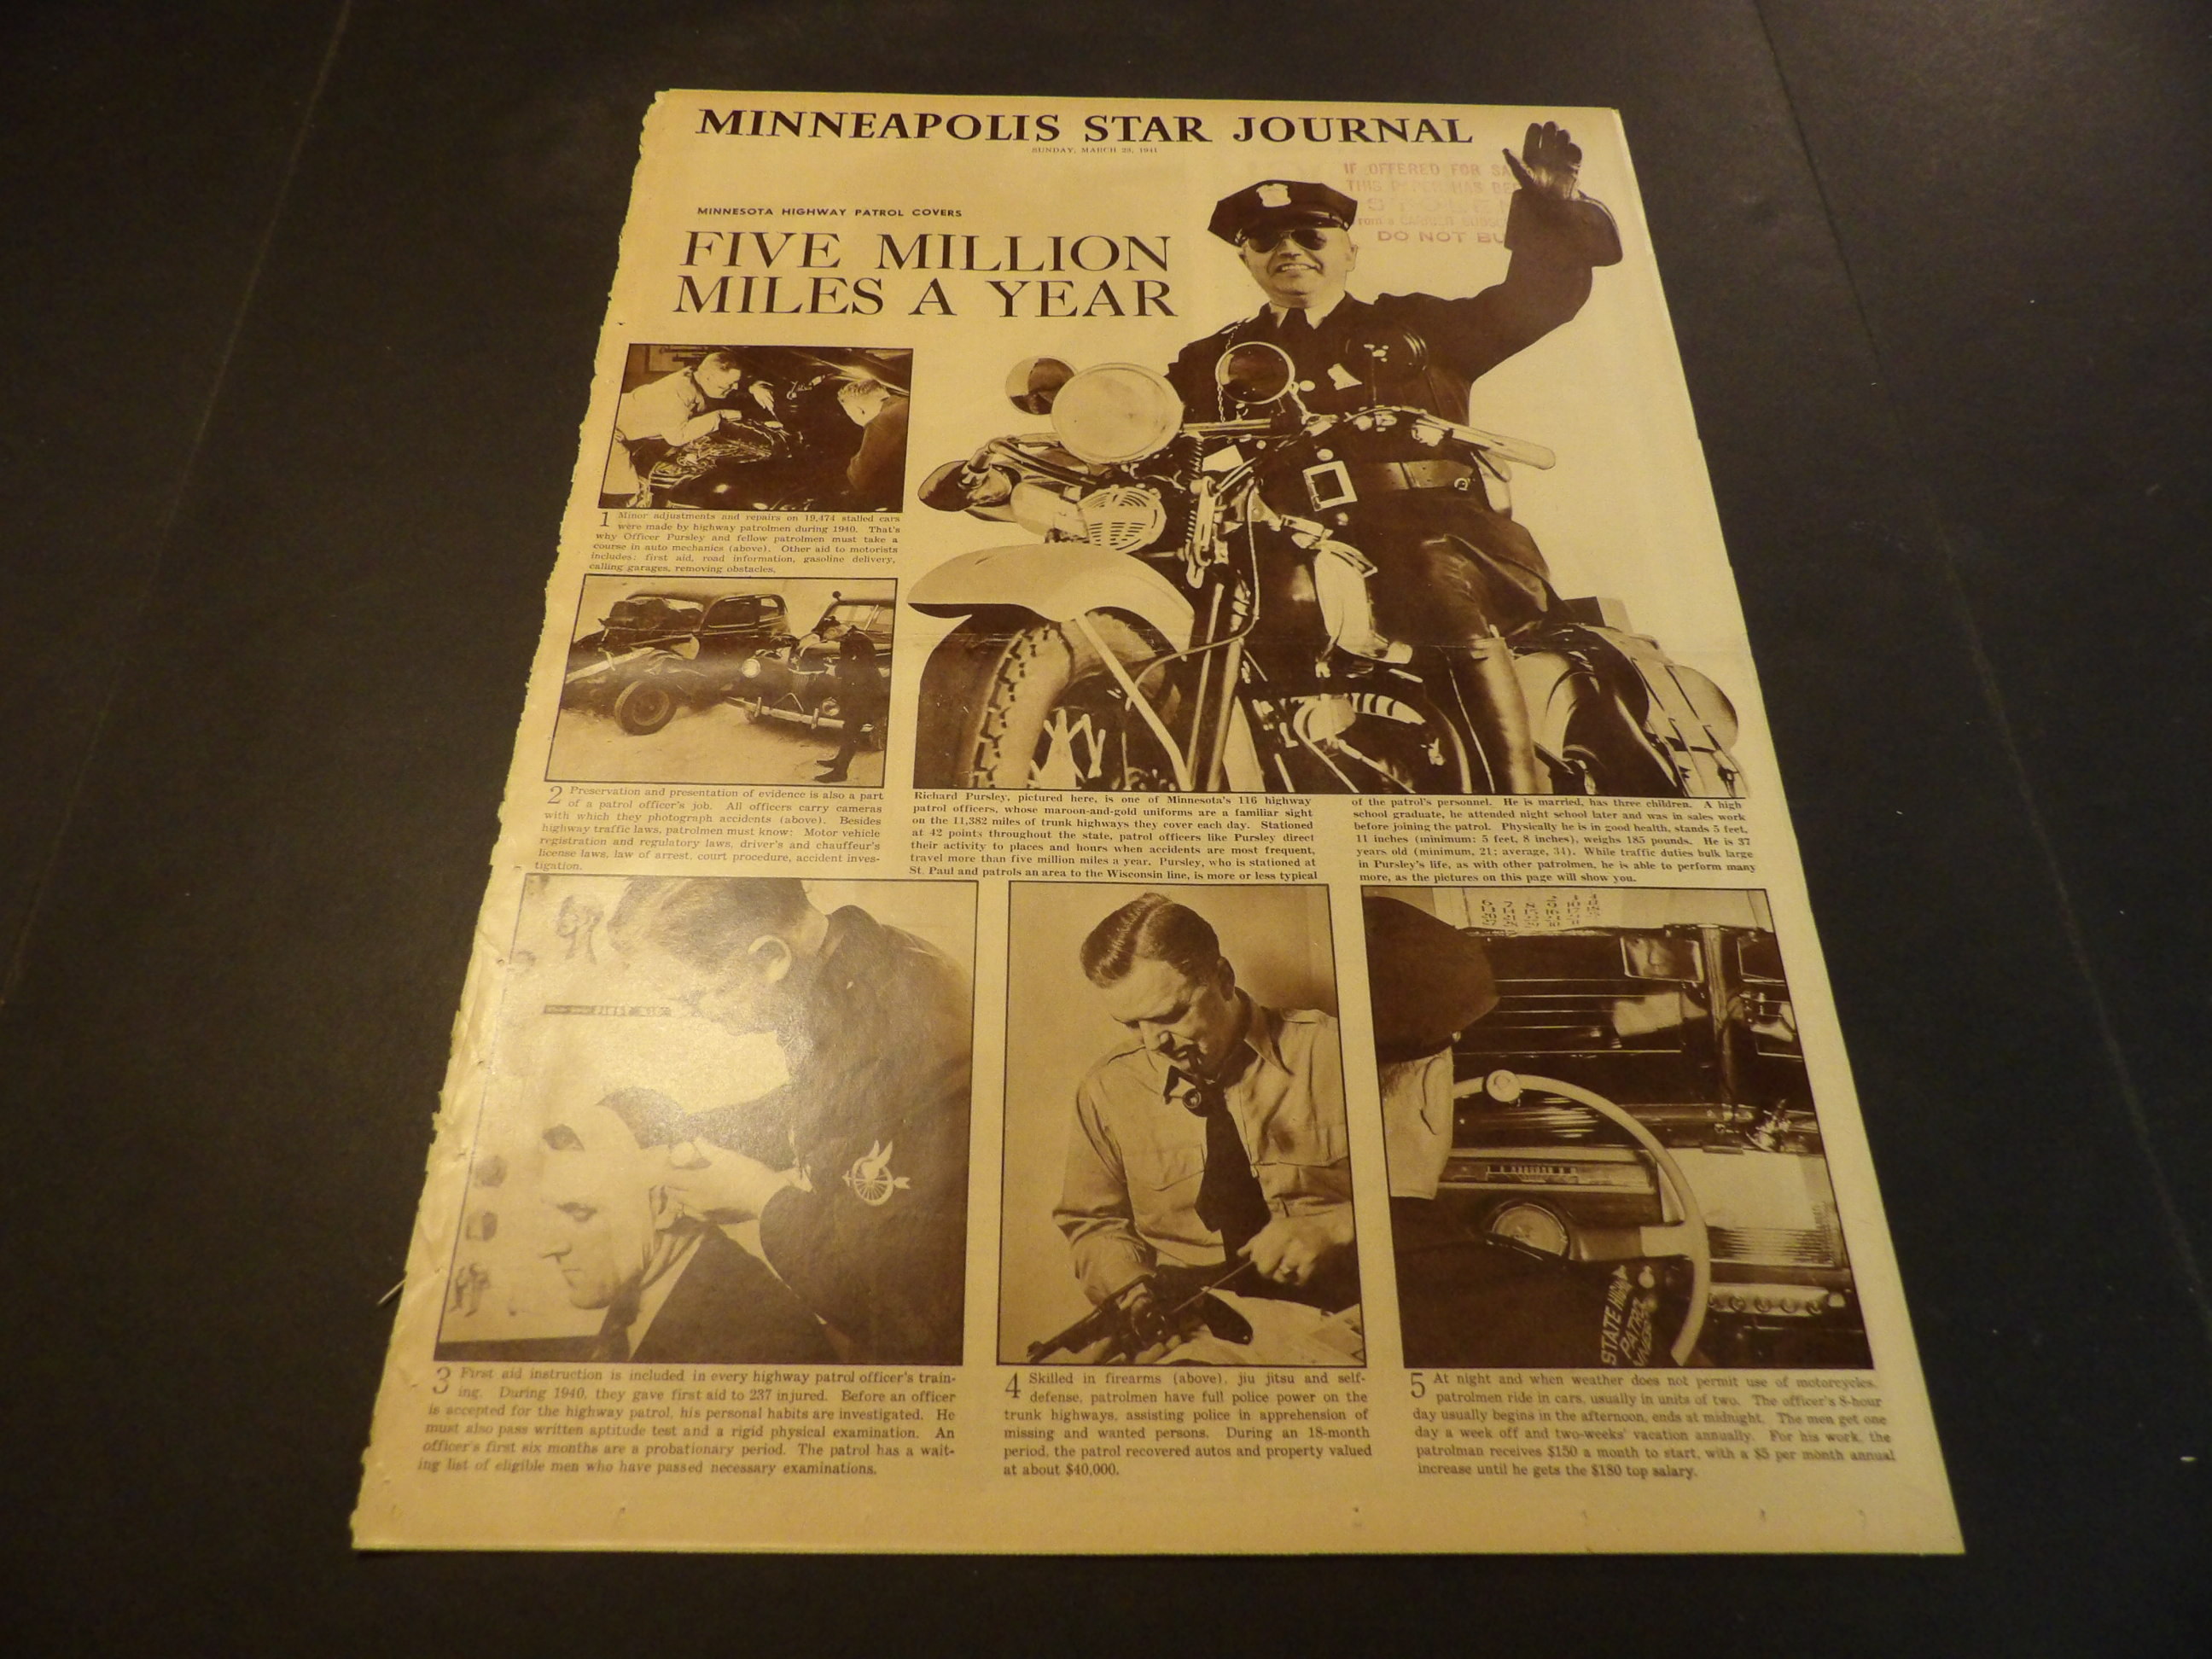 MINNEAPOLIS STAR JOURNAL
SUNDAY, MARCH 1941
IF OFFERED FOR SA
THIS PAPER HAS BE
DO NOT BU
MINNESOTA HIGHWAY PATROL COVERS
FIVE MILLION
MILES A YEAR
1 Minor adjustments and repairs on 19,474 stalled cars
were made by highway patrolmen during 1940. That's
why Officer Pursley and fellow patrolmen must take a
course in auto mechanics (above). Other aid to motorists
includes: first aid, road information, gasoline delivery,
calling garages, removing obstacles.
2 Preservation and presentation of evidence is also a part
of a patrol officer's job. All officers carry cameras
with which they photograph accidents (above). Besides
highway traffic laws, patrolmen must know: Motor vehicle
registration and regulatory laws, driver's and chauffeur's
license laws, law of arrest, court procedure, accident inves-
tigation.
Richard Pursley, pictured here, is one of Minnesota's 116 highway
patrol officers, whose maroon-and-gold uniforms are a familiar sight
on the 11,382 miles of trunk highways they cover each day. Stationed
at 42 points throughout the state, patrol officers like Pursley direct
their activity to places and hours when accidents are most frequent,
travel more than five million miles a year. Pursley, who is stationed at
St. Paul and patrols an area to the Wisconsin line, is more or less typical
of the patrol's personnel. He is married, has three children. A high
school graduate, he attended night school later and was in sales work
before joining the patrol. Physically he is in good health, stands 5 feet,
11 inches (minimum: 5 feet, 8 inches), weighs 185 pounds. He is 37
years old (minimum, 21; average, 34). While traffic duties bulk large
in Pursley's life, as with other patrolmen, he is able to perform many
more, as the pictures on this page will show you.
FIRST AID
STATE HIG
PATRO
3 First aid instruction is included in every highway patrol officer's train-
ing. During 1940, they gave first aid to 237 injured. Before an officer
is accepted for the highway patrol, his personal habits are investigated. He
must also pass written aptitude test and a rigid physical examination. An
officer's first six months are a probationary period. The patrol has a wait-
ing list of eligible men who have passed necessary examinations.
4 Skilled in firearms (above), jiu jitsu and self-
defense, patrolmen have full police power on the
trunk highways, assisting police in apprehension of
missing and wanted persons. During an 18-month
period, the patrol recovered autos and property valued
at about $40,000.
5 At night and when weather does not permit use of motorcycles,
patrolmen ride in cars, usually in units of two. The officer's 8-hour
day usually begins in the afternoon, ends at midnight. The men get one
day a week off and two-weeks' vacation annually. For his work, the
patrolman receives $150 a month to start, with a $5 per month annual
increase until he gets the $180 top salary.